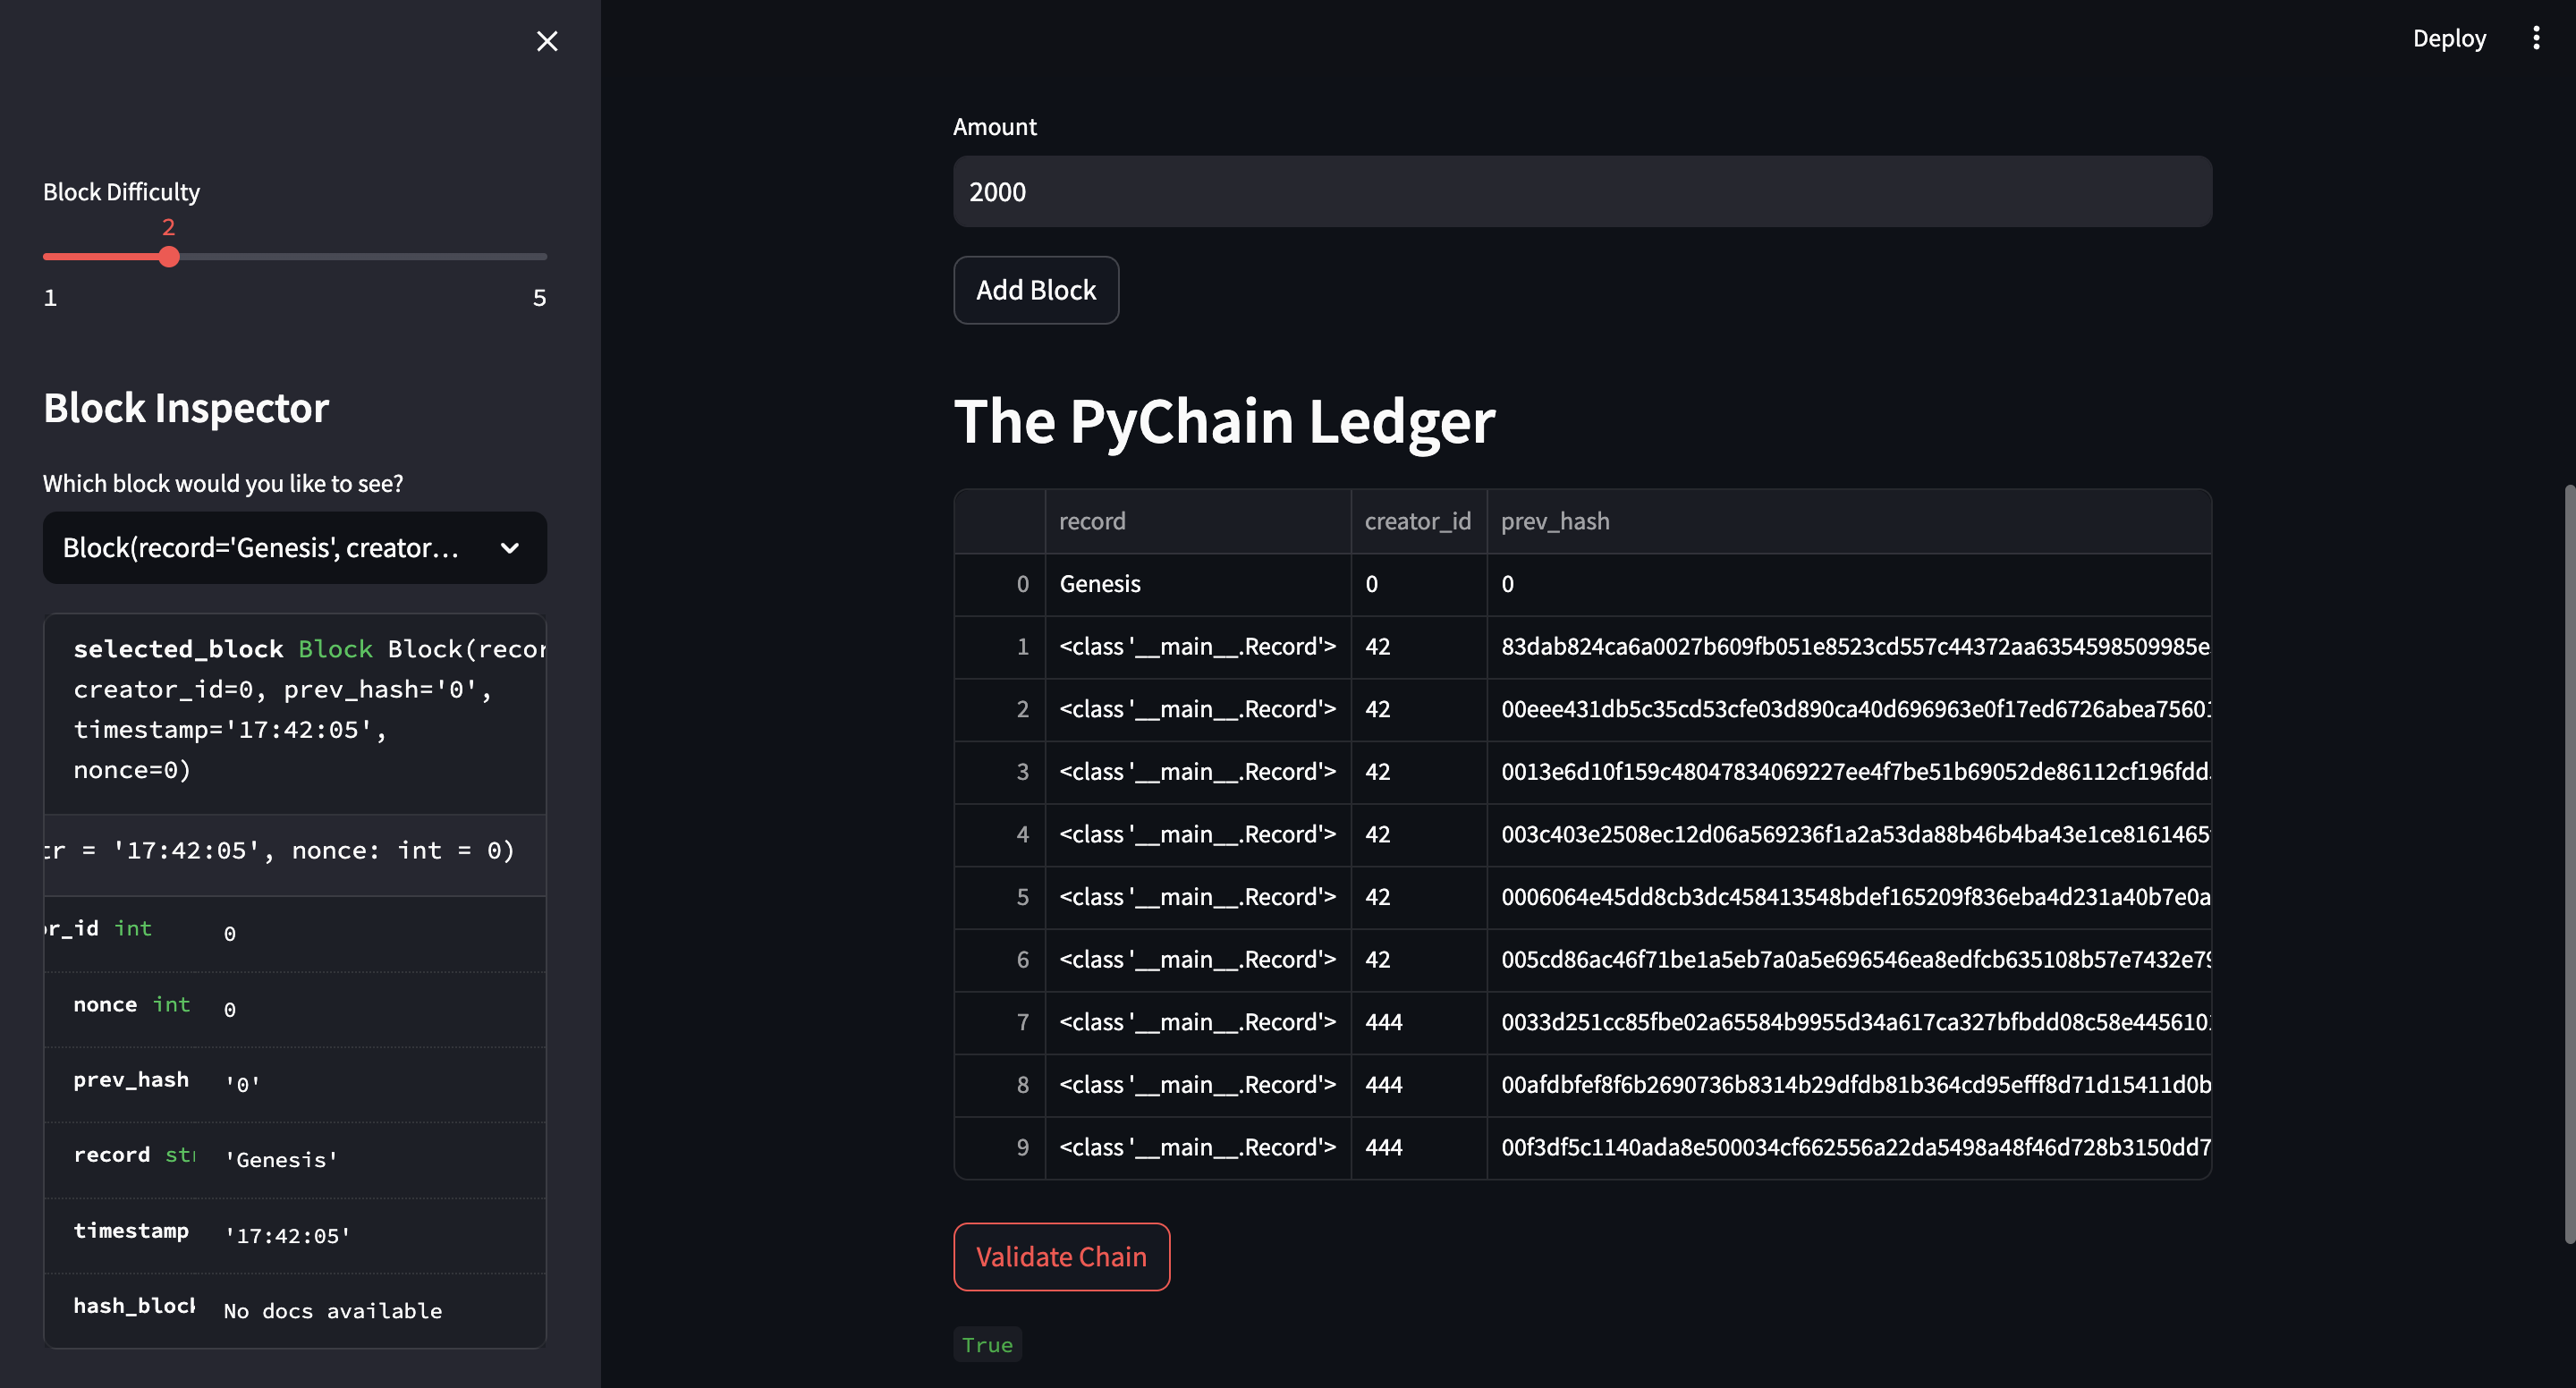 Deploy
Block Difficulty
2
1 5
Block Inspector
Which block would you like to see?
Block(record='Genesis', creator...
selected_block Block Block(recor
creator_id=0, prev_hash='0',
timestamp='17:42:05',
nonce=0)
= '17:42:05', nonce: int = 0)
or_id int 0
nonce int 0
prev_hash '0'
record str 'Genesis'
timestamp '17:42:05'
hash_block No docs available
Amount
2000
Add Block
The PyChain Ledger
record creator_id prev_hash
0 Genesis 0 0
1 <class '__main__.Record'> 42 83dab824ca6a0027b609fb051e8523cd557c44372aa6354598509985e
2 <class '__main__.Record'> 42 00eee431db5c35cd53cfe03d890ca40d696963e0f17ed6726abea75601
3 <class '__main__.Record'> 42 0013e6d10f159c48047834069227ee4f7be51b69052de86112cf196fdd
4 <class '__main__.Record'> 42 003c403e2508ec12d06a569236f1a2a53da88b46b4ba43e1ce8161465
5 <class '__main__.Record'> 42 0006064e45dd8cb3dc458413548bdef165209f836eba4d231a40b7e0a
6 <class '__main__.Record'> 42 005cd86ac46f71be1a5eb7a0a5e696546ea8edfcb635108b57e7432e79
7 <class '__main__.Record'> 444 0033d251cc85fbe02a65584b9955d34a617ca327bfbdd08c58e4456101
8 <class '__main__.Record'> 444 00afdbfef8f6b2690736b8314b29dfdb81b364cd95efff8d71d15411d0b
9 <class '__main__.Record'> 444 00f3df5c1140ada8e500034cf662556a22da5498a48f46d728b3150dd7
Validate Chain
True